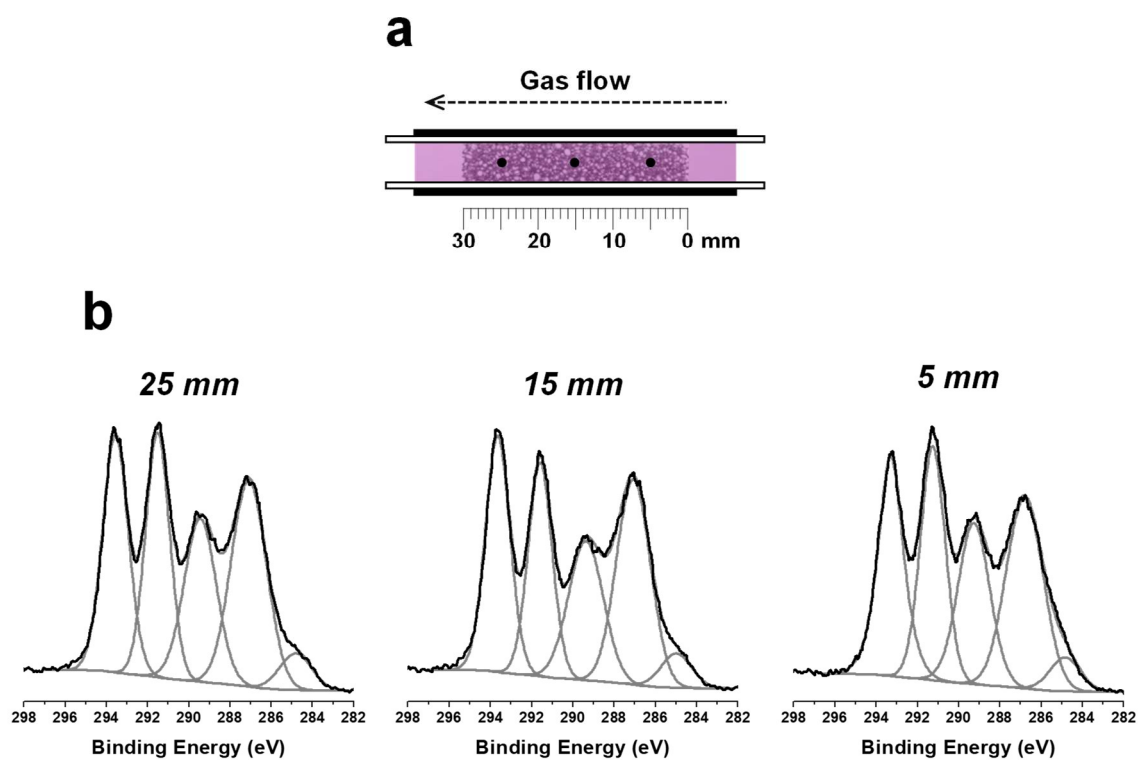 a
Gas flow
30 20 10 0 mm
b
25 mm 15 mm 5 mm
298 296 294 292 290 288 286 284 282 298 296 294 292 290 288 286 284 282 298 296 294 292 290 288 286 284 282
Binding Energy (eV) Binding Energy (eV) Binding Energy (eV)